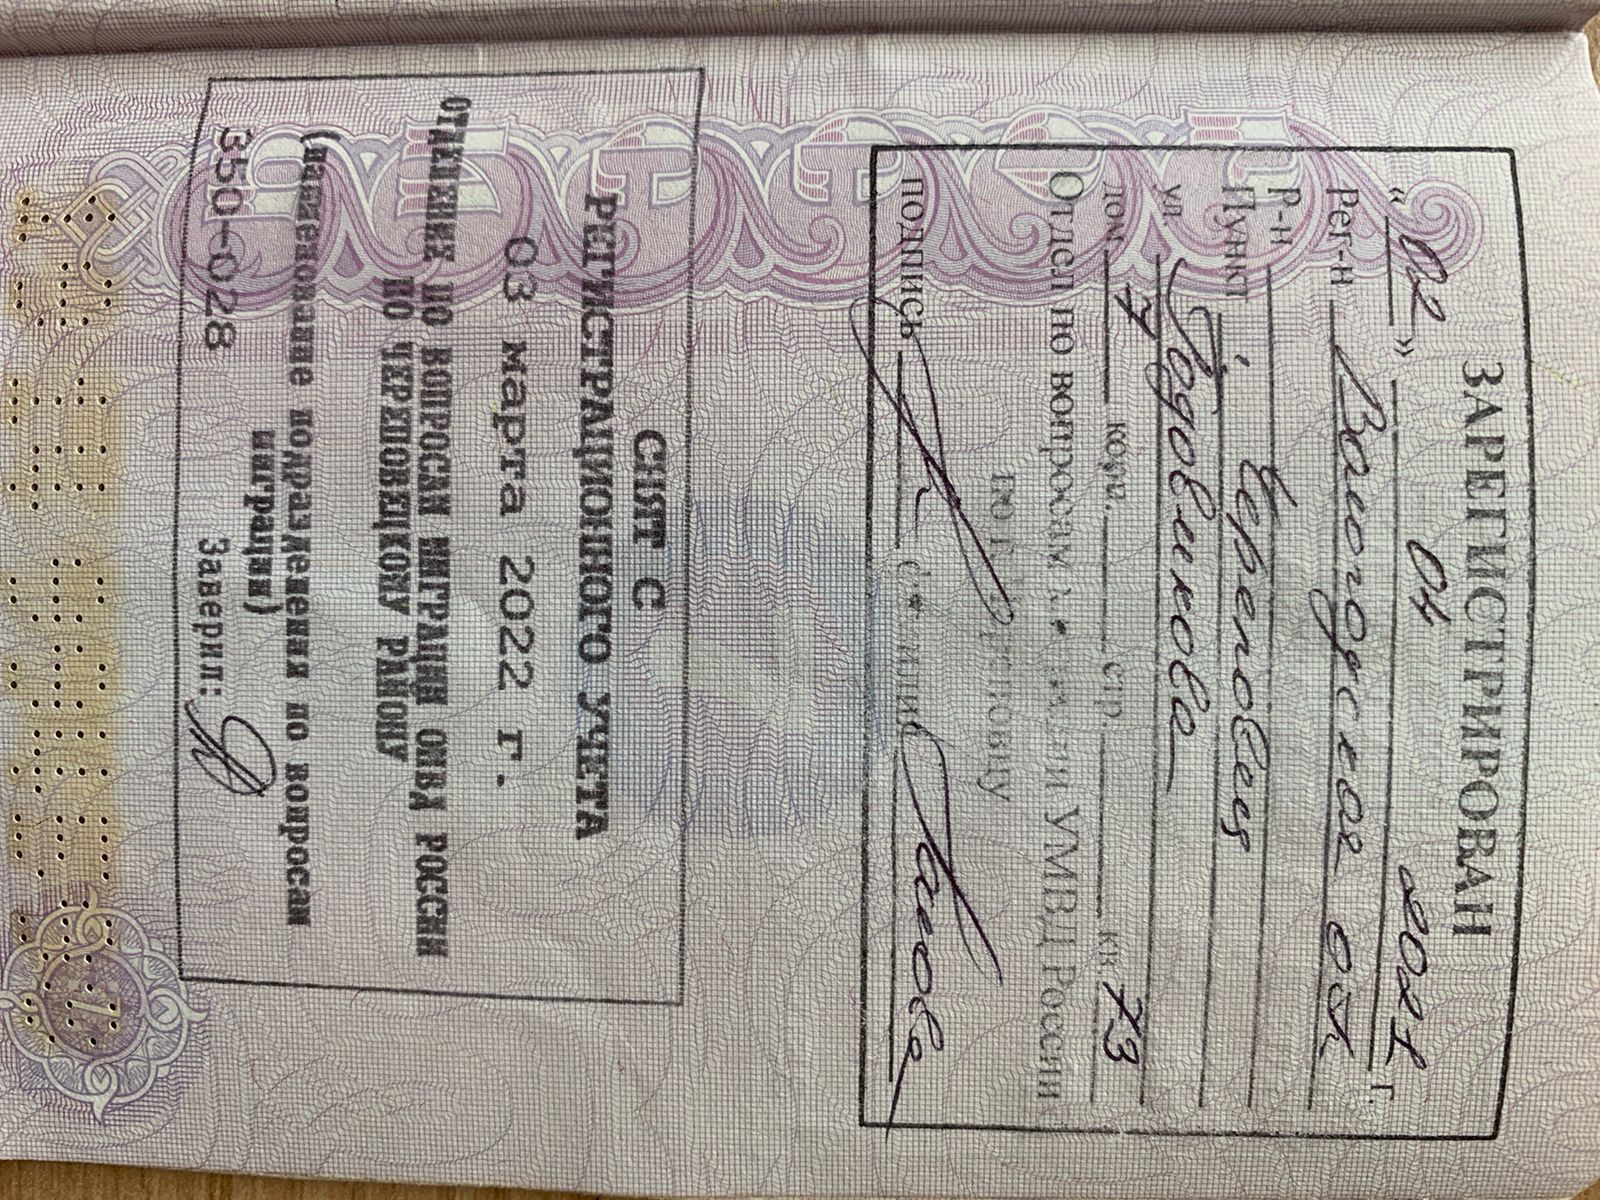 ЗАРЕГИСТРИРОВАН
«02» 04 2021 г.
Рег-н Вологодская обл
Р-н
Пункт г. Череповец
ул. Годовикова
дом 7 корп. стр кв. 73
Отдел по вопросам миграции УМВД России
по г. Череповцу
подпись фамилия
СНЯТ С
РЕГИСТРАЦИОННОГО УЧЕТА
03 марта 2022 г.
ОТДЕЛЕНИЕ ПО ВОПРОСАМ МИГРАЦИИ ОМВД РОССИИ
ПО ЧЕРЕПОВЕЦКОМУ РАЙОНУ
(наименование подразделения по вопросам
миграции)
350-028 Заверил: